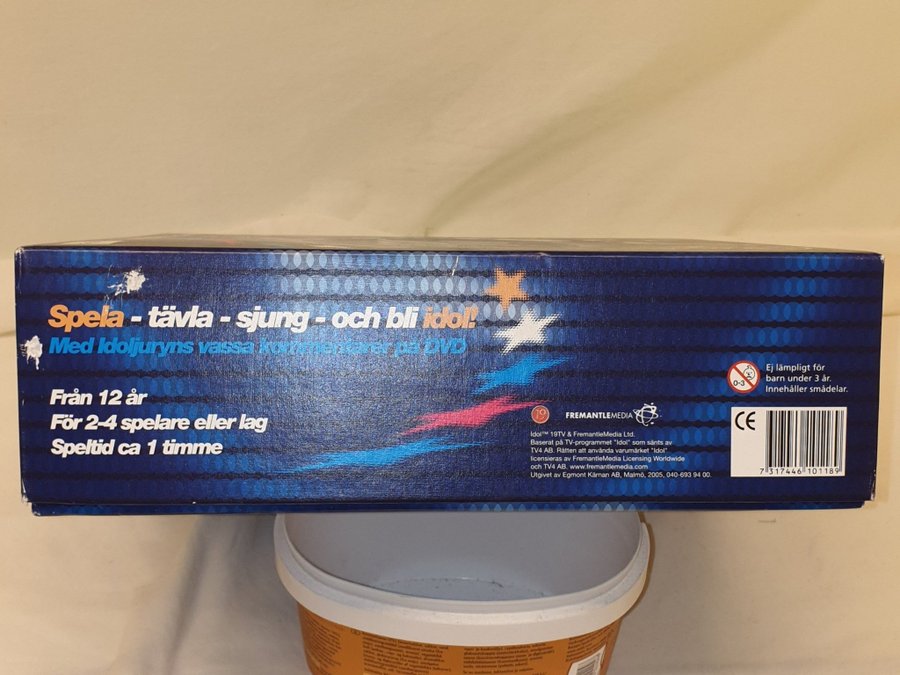 Spela - tävla - sjung - och bli idol!
Med Idoljuryns vassa kommentarer på DVD
Från 12 år
För 2-4 spelare eller lag
Speltid ca 1 timme
19 FREMANTLEMEDIA
Idol™ 19TV & FremantleMedia Ltd.
Baserat på TV-programmet "Idol" som sänts av
TV4 AB. Rätten att använda varumärket "Idol"
licensieras av FremantleMedia Licensing Worldwide
och TV4 AB. www.fremantlemedia.com
Utgivet av Egmont Kärnan AB, Malmö, 2005, 040-693 94 00.
0-3
Ej lämpligt för
barn under 3 år.
Innehåller smådelar.
CE
7 317446 101189